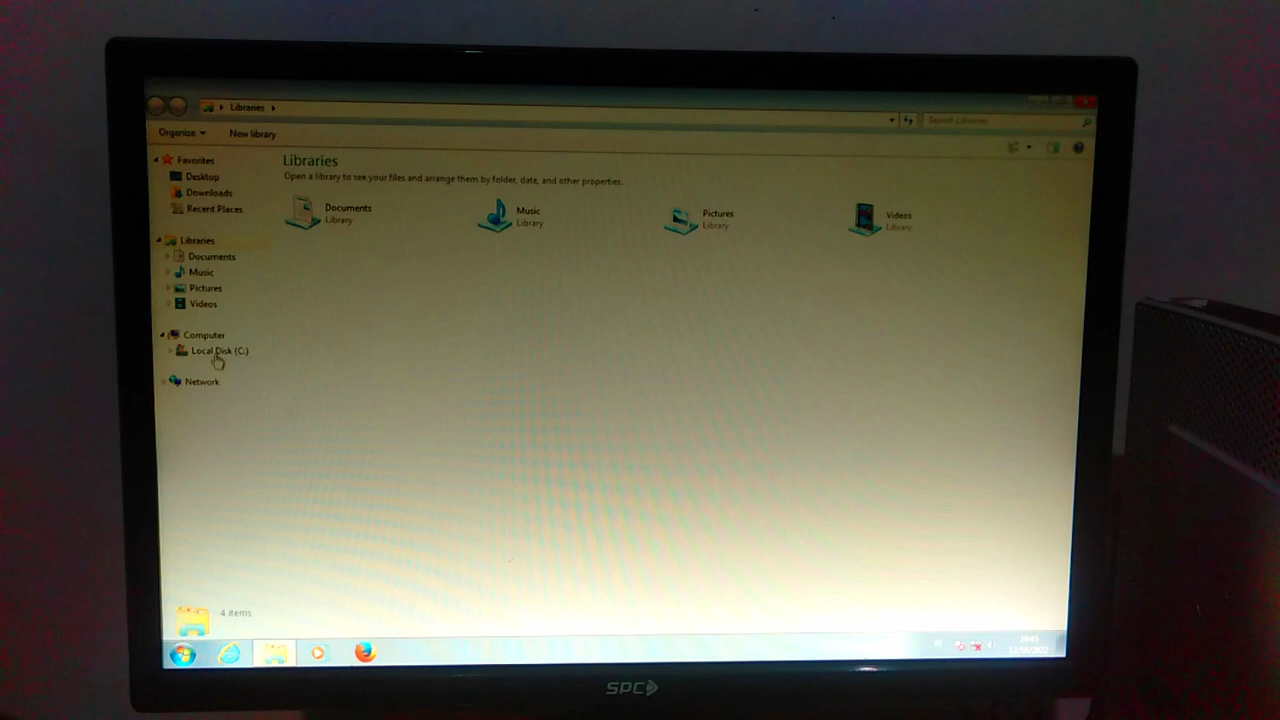 Libraries
Search Libraries
Organize
New library
Favorites
Desktop
Downloads
Recent Places
Libraries
Documents
Music
Pictures
Videos
Computer
Local Disk (C:)
Network
Libraries
Open a library to see your files and arrange them by folder, date, and other properties.
Documents
Library
Music
Library
Pictures
Library
Videos
Library
4 items
SPC